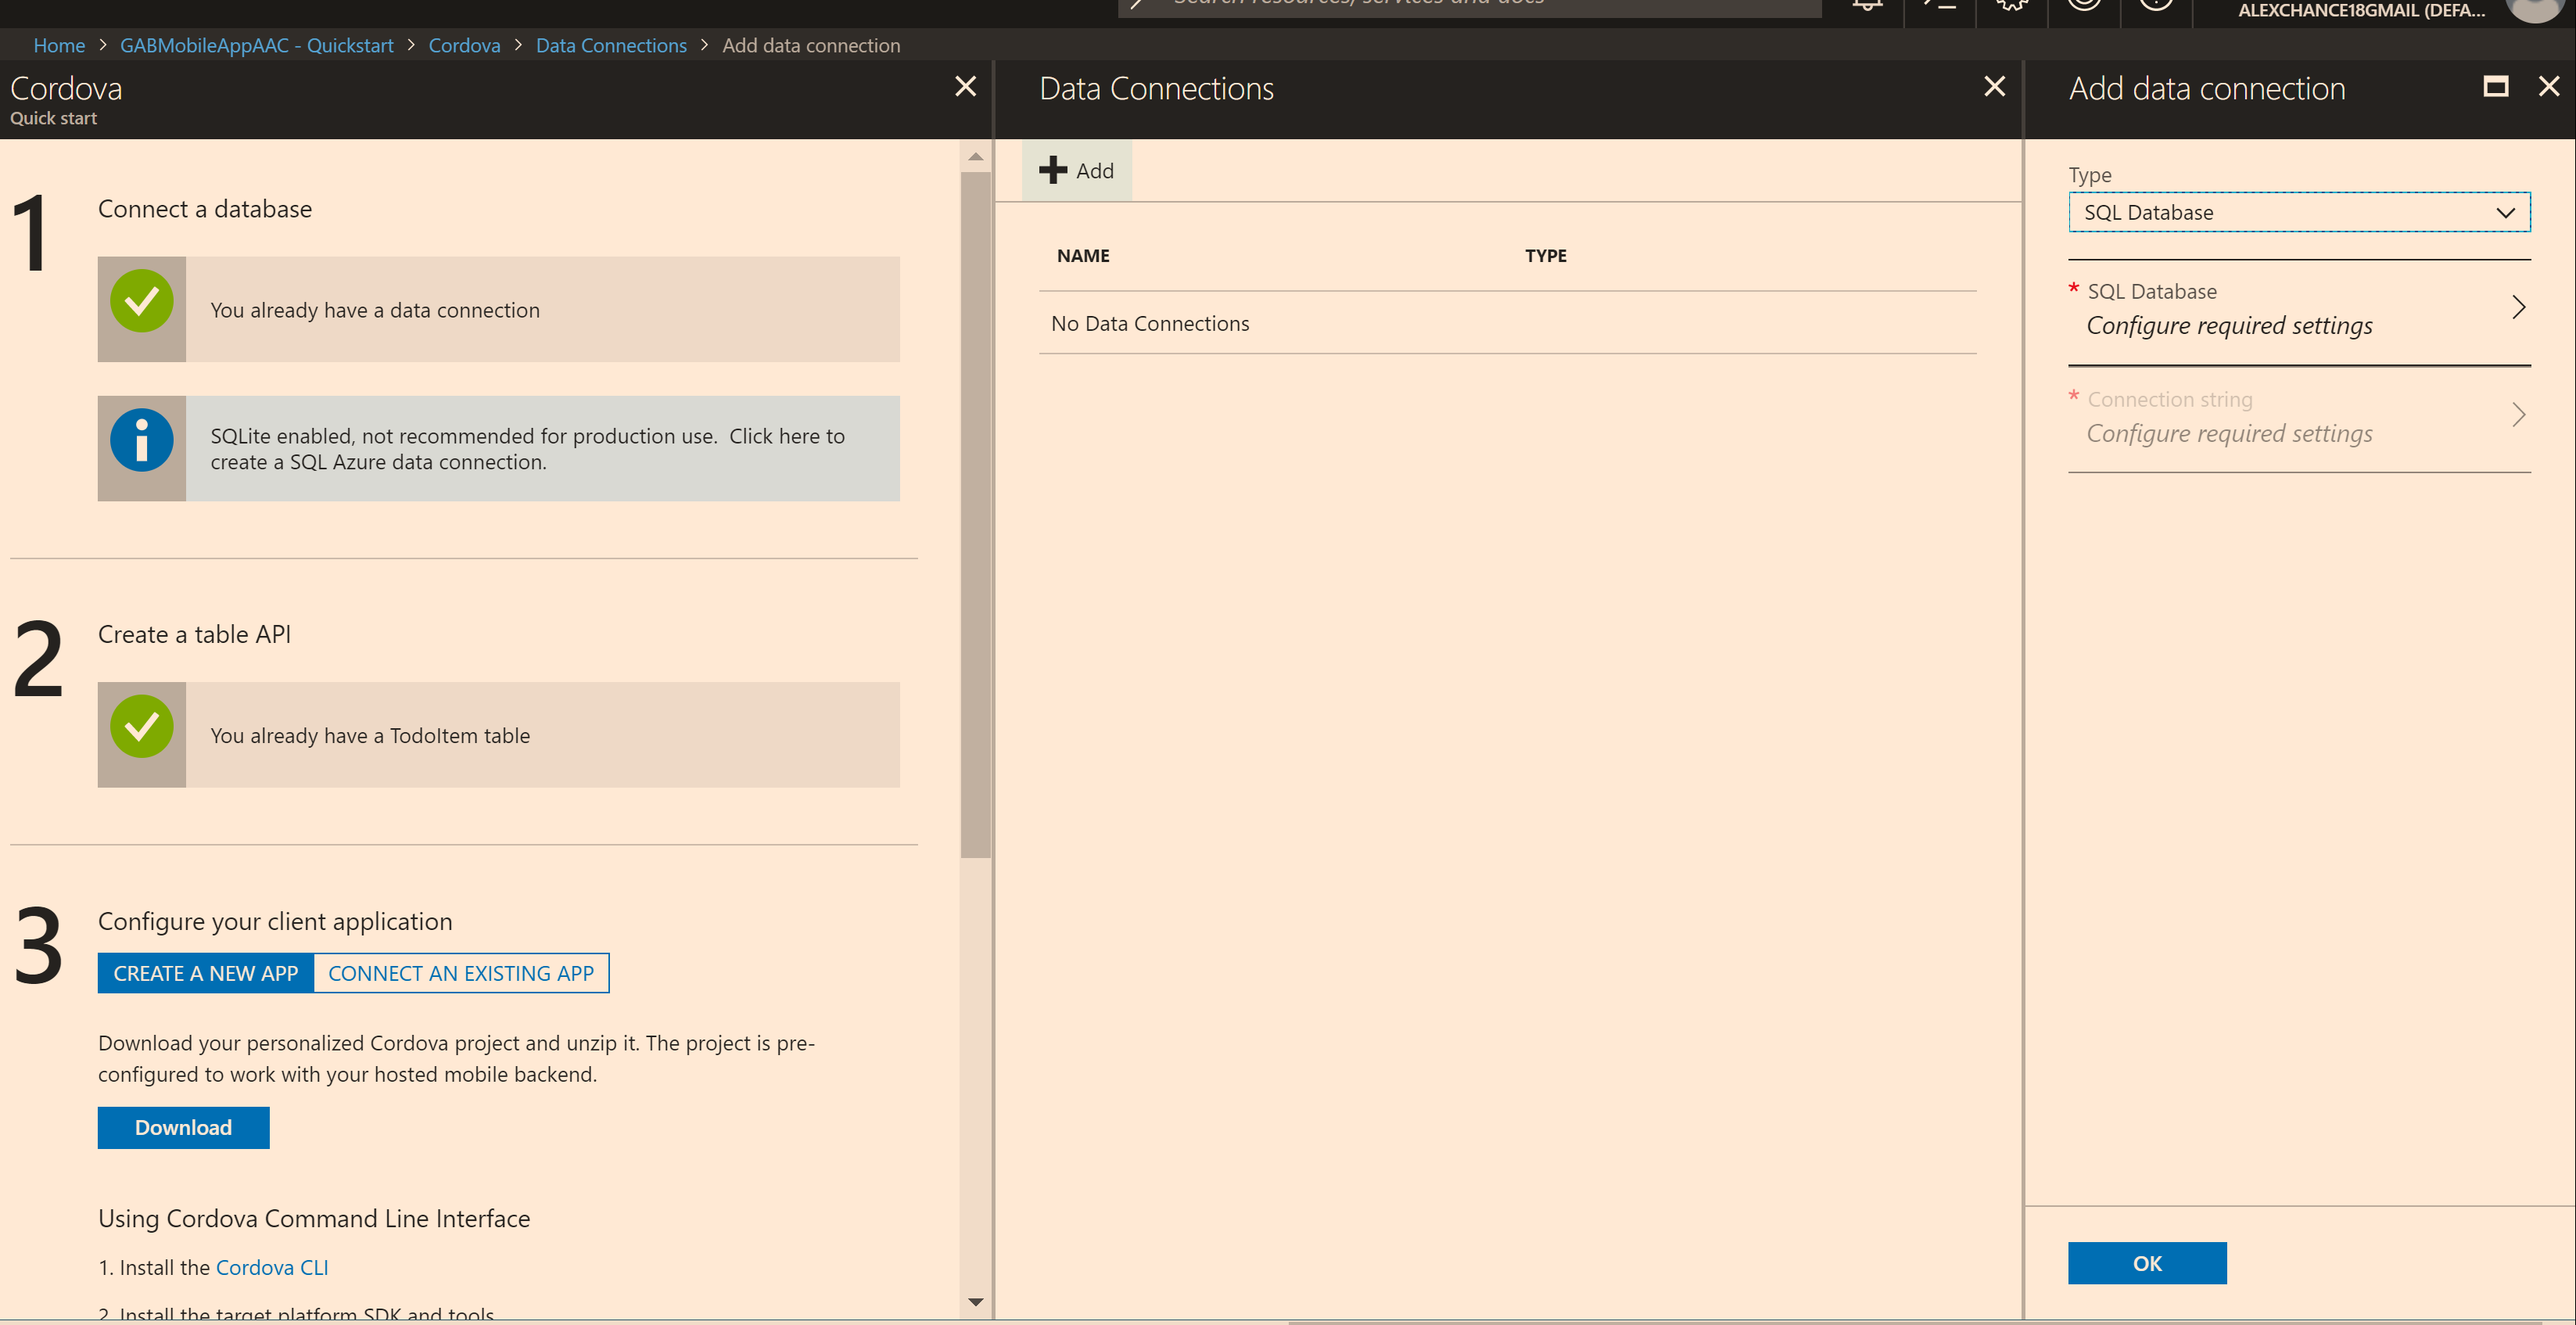 Search resources, services and docs
ALEXCHANCE18GMAIL (DEFA...
Home > GABMobileAppAAC - Quickstart > Cordova > Data Connections > Add data connection
Cordova
Quick start
1
Connect a database
You already have a data connection
SQLite enabled, not recommended for production use.  Click here to
create a SQL Azure data connection.
2
Create a table API
You already have a TodoItem table
3
Configure your client application
CREATE A NEW APP
CONNECT AN EXISTING APP
Download your personalized Cordova project and unzip it. The project is pre-
configured to work with your hosted mobile backend.
Download
Using Cordova Command Line Interface
1. Install the Cordova CLI
2. Install the target platform SDK and tools
Data Connections
Add
NAME
TYPE
No Data Connections
Add data connection
Type
SQL Database
* SQL Database
Configure required settings
* Connection string
Configure required settings
OK